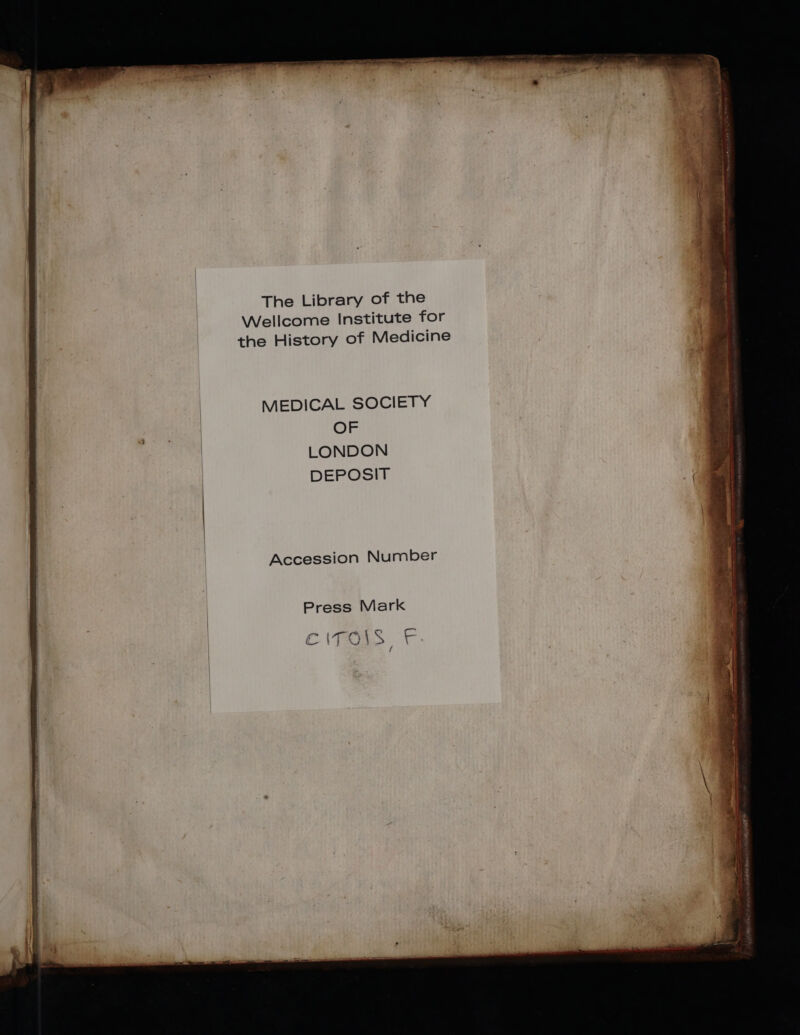 The Library of the
Wellcome Institute for
the History of Medicine
MEDICAL SOCIETY
OF
LONDON
DEPOSIT
Accession Number
Press Mark
CITOIS, F.